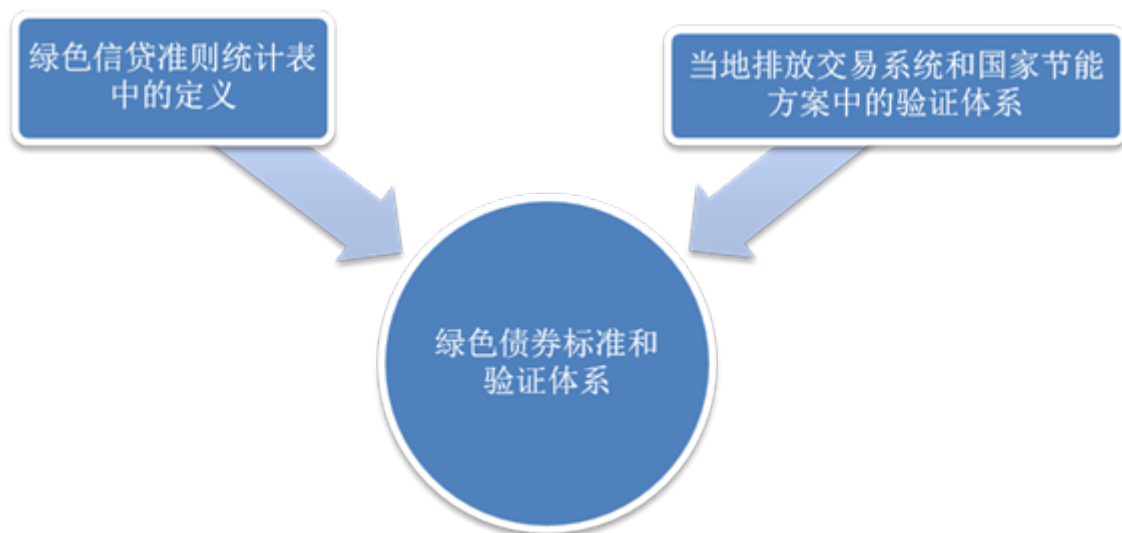 绿色信贷准则统计表
中的定义
当地排放交易系统和国家节能
方案中的验证体系
绿色债券标准和
验证体系